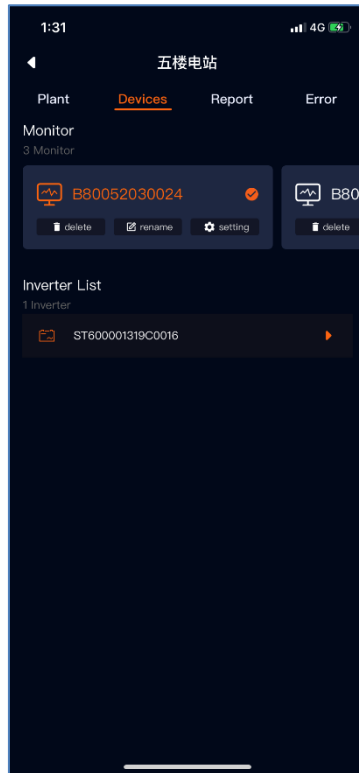 1:31 4G
五楼电站
Plant Devices Report Error
Monitor
3 Monitor
B80052030024 B80
delete rename setting delete
Inverter List
1 Inverter
ST600001319C0016